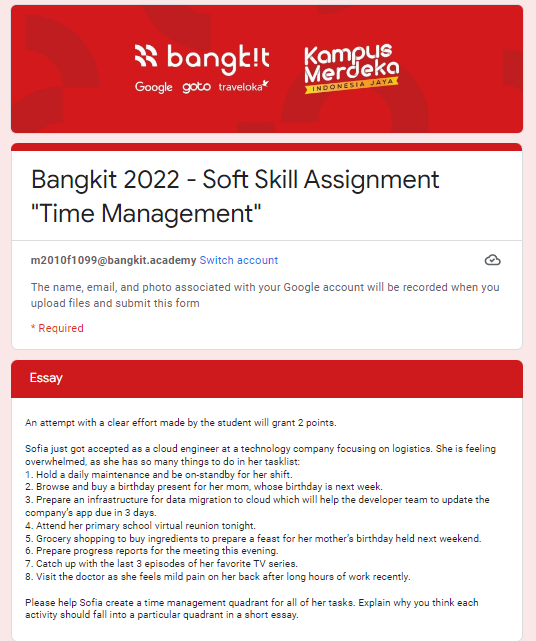 bangk!t
Kampus
Merdeka
INDONESIA JAYA
Google goto traveloka
Bangkit 2022 - Soft Skill Assignment
"Time Management"
m2010f1099@bangkit.academy Switch account
The name, email, and photo associated with your Google account will be recorded when you
upload files and submit this form
* Required
Essay
An attempt with a clear effort made by the student will grant 2 points.
Sofia just got accepted as a cloud engineer at a technology company focusing on logistics. She is feeling
overwhelmed, as she has so many things to do in her tasklist:
1. Hold a daily maintenance and be on-standby for her shift.
2. Browse and buy a birthday present for her mom, whose birthday is next week.
3. Prepare an infrastructure for data migration to cloud which will help the developer team to update the
company's app due in 3 days.
4. Attend her primary school virtual reunion tonight.
5. Grocery shopping to buy ingredients to prepare a feast for her mother's birthday held next weekend.
6. Prepare progress reports for the meeting this evening.
7. Catch up with the last 3 episodes of her favorite TV series.
8. Visit the doctor as she feels mild pain on her back after long hours of work recently.
Please help Sofia create a time management quadrant for all of her tasks. Explain why you think each
activity should fall into a particular quadrant in a short essay.